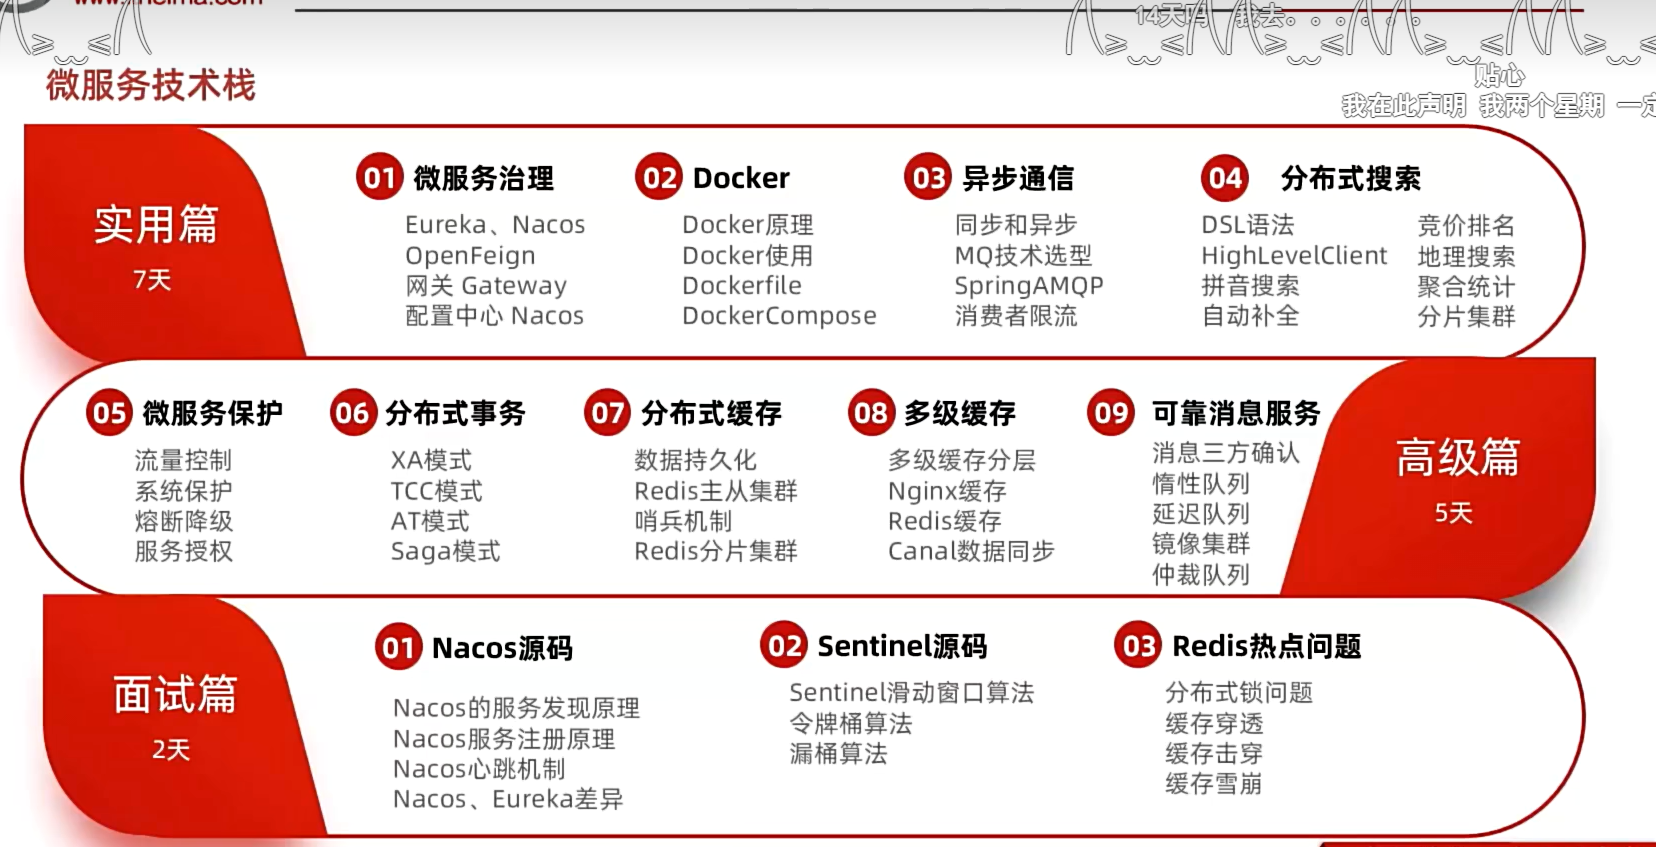 14天吗 我去。。。。。。
贴心
我在此声明 我两个星期 一定
微服务技术栈
实用篇
7天
01 微服务治理
Eureka、Nacos
OpenFeign
网关 Gateway
配置中心 Nacos
02 Docker
Docker原理
Docker使用
Dockerfile
DockerCompose
03 异步通信
同步和异步
MQ技术选型
SpringAMQP
消费者限流
04 分布式搜索
DSL语法
HighLevelClient
拼音搜索
自动补全
竞价排名
地理搜索
聚合统计
分片集群
05 微服务保护
流量控制
系统保护
熔断降级
服务授权
06 分布式事务
XA模式
TCC模式
AT模式
Saga模式
07 分布式缓存
数据持久化
Redis主从集群
哨兵机制
Redis分片集群
08 多级缓存
多级缓存分层
Nginx缓存
Redis缓存
Canal数据同步
09 可靠消息服务
消息三方确认
惰性队列
延迟队列
镜像集群
仲裁队列
高级篇
5天
面试篇
2天
01 Nacos源码
Nacos的服务发现原理
Nacos服务注册原理
Nacos心跳机制
Nacos、Eureka差异
02 Sentinel源码
Sentinel滑动窗口算法
令牌桶算法
漏桶算法
03 Redis热点问题
分布式锁问题
缓存穿透
缓存击穿
缓存雪崩